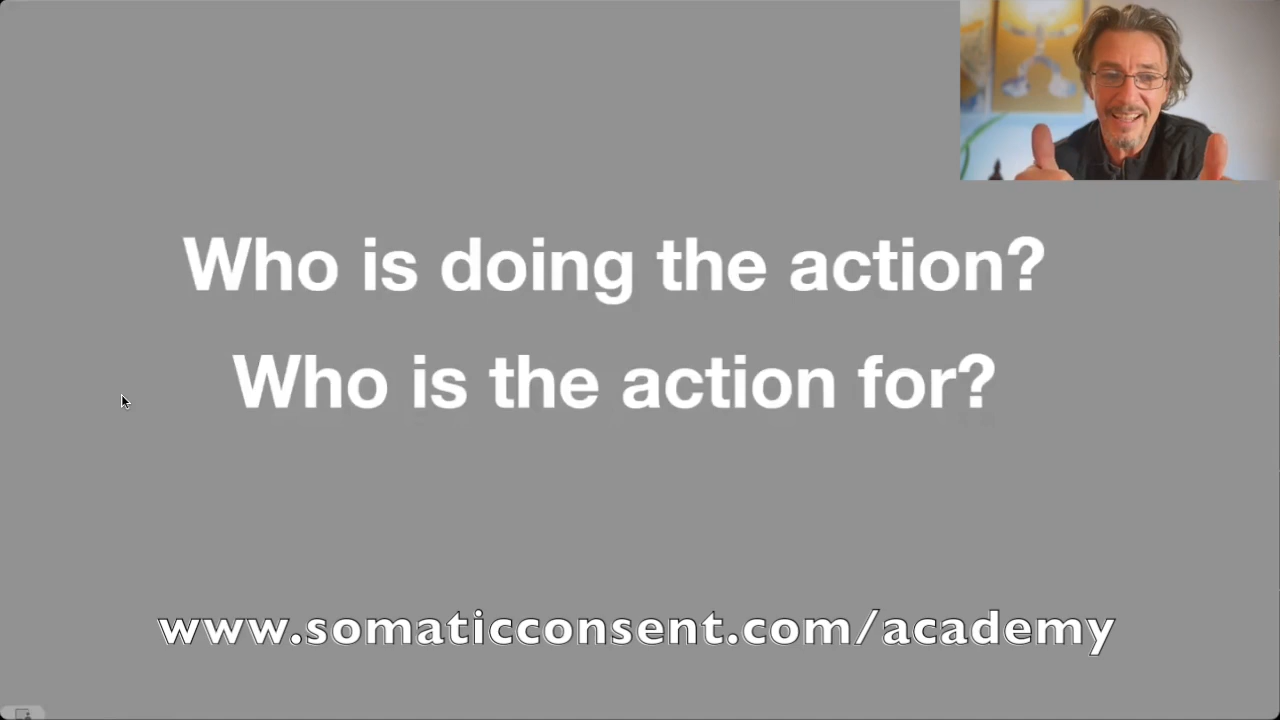 Who is doing the action?
Who is the action for?
www.somaticconsent.com/academy